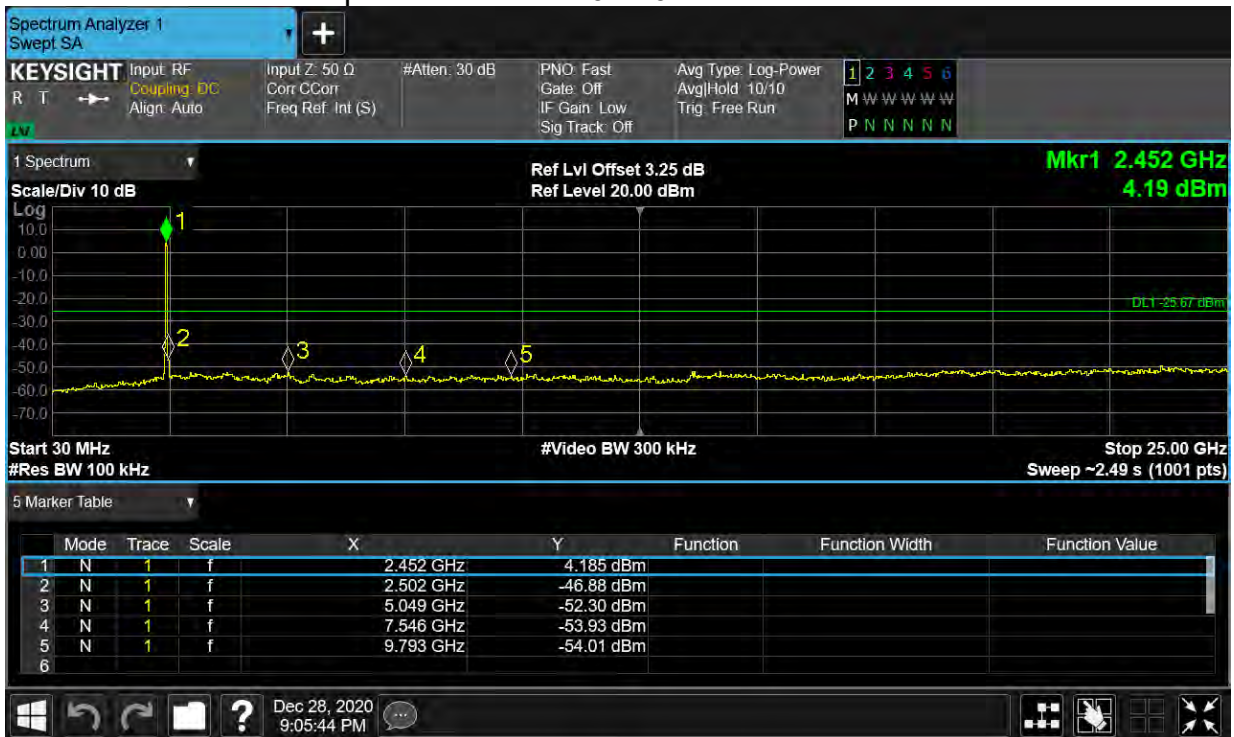 Spectrum Analyzer 1
Swept SA
+
KEYSIGHT
R T
LXI
Input: RF
Coupling: DC
Align: Auto
Input Z: 50 Ω
Corr CCorr
Freq Ref: Int (S)
#Atten: 30 dB
PNO: Fast
Gate: Off
IF Gain: Low
Sig Track: Off
Avg Type: Log-Power
Avg|Hold: 10/10
Trig: Free Run
1 2 3 4 5 6
M W W W W W
P N N N N N
1 Spectrum
Scale/Div 10 dB
Ref Lvl Offset 3.25 dB
Ref Level 20.00 dBm
Mkr1 2.452 GHz
4.19 dBm
Log
10.0
0.00
-10.0
-20.0
-30.0
-40.0
-50.0
-60.0
-70.0
1
2
3
4
5
DL1 -25.67 dBm
Start 30 MHz
#Video BW 300 kHz
Stop 25.00 GHz
#Res BW 100 kHz
Sweep ~2.49 s (1001 pts)
5 Marker Table
Mode Trace Scale X Y Function Function Width Function Value
1 N 1 f 2.452 GHz 4.185 dBm
2 N 1 f 2.502 GHz -46.88 dBm
3 N 1 f 5.049 GHz -52.30 dBm
4 N 1 f 7.546 GHz -53.93 dBm
5 N 1 f 9.793 GHz -54.01 dBm
6
?
Dec 28, 2020
9:05:44 PM